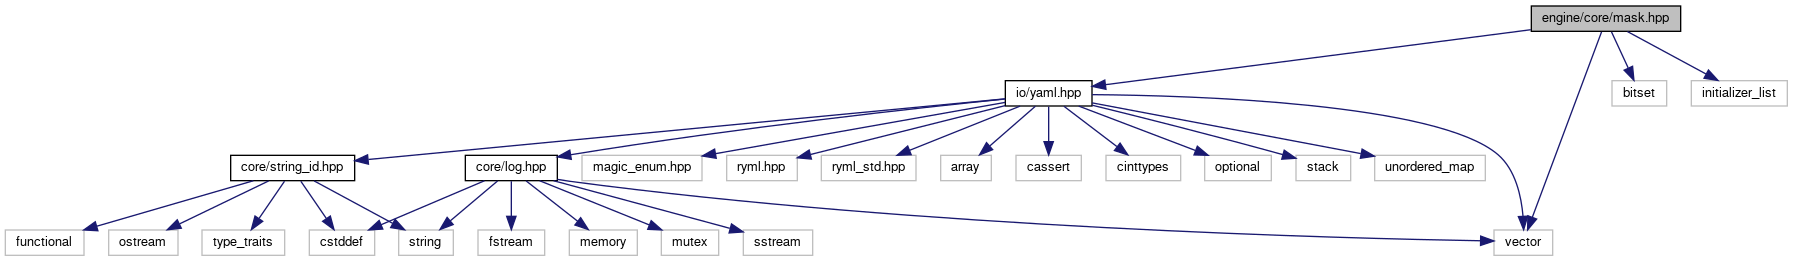 engine/core/mask.hpp
io/yaml.hpp
bitset
initializer_list
core/string_id.hpp
core/log.hpp
magic_enum.hpp
ryml.hpp
ryml_std.hpp
array
cassert
cinttypes
optional
stack
unordered_map
functional
ostream
type_traits
cstddef
string
fstream
memory
mutex
sstream
vector